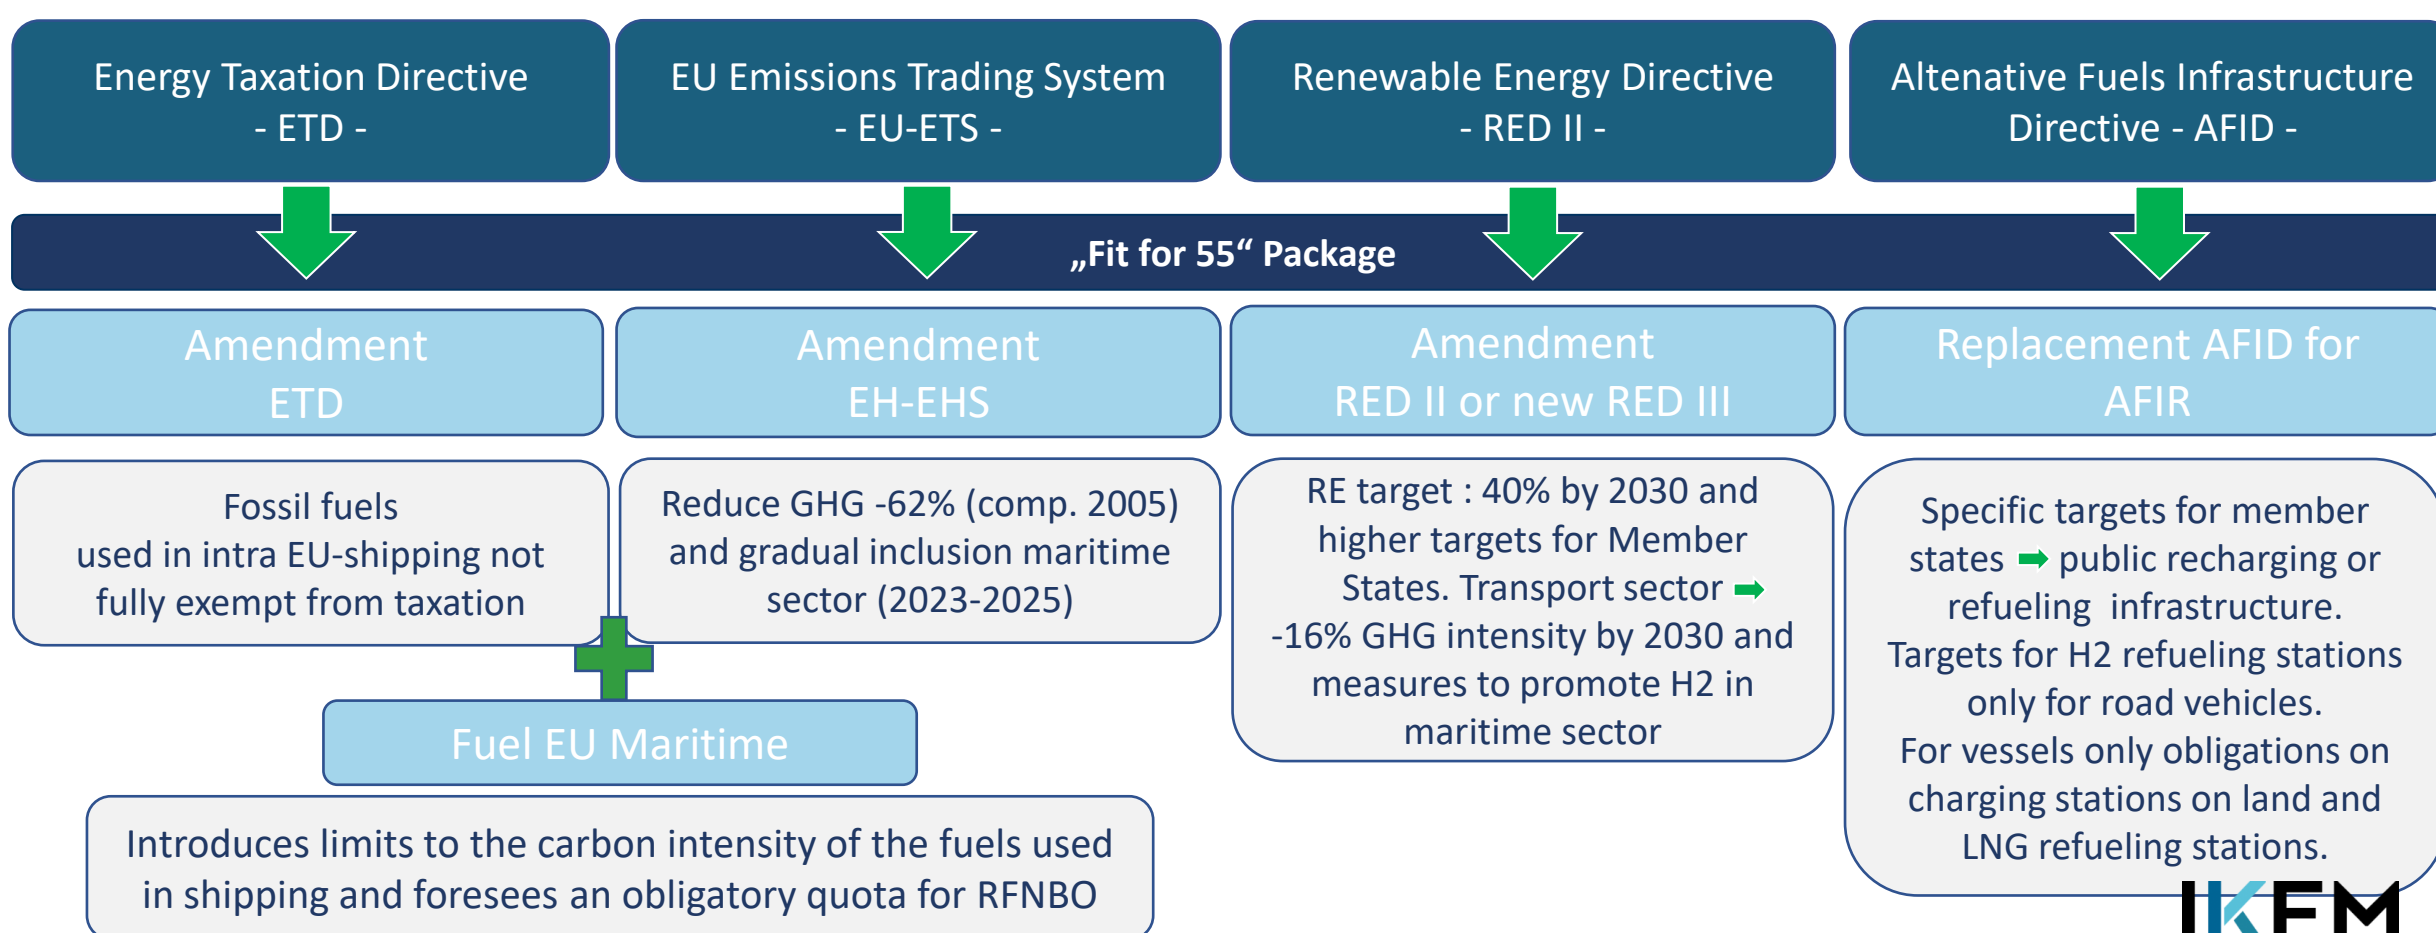 Energy Taxation Directive
- ETD -
EU Emissions Trading System
- EU-ETS -
Renewable Energy Directive
- RED II -
Altenative Fuels Infrastructure
Directive - AFID -
„Fit for 55“ Package
Amendment
ETD
Amendment
EH-EHS
Amendment
RED II or new RED III
Replacement AFID for
AFIR
Fossil fuels
used in intra EU-shipping not
fully exempt from taxation
Reduce GHG -62% (comp. 2005)
and gradual inclusion maritime
sector (2023-2025)
RE target : 40% by 2030 and
higher targets for Member
States. Transport sector ➡
-16% GHG intensity by 2030 and
measures to promote H2 in
maritime sector
Specific targets for member
states ➡ public recharging or
refueling infrastructure.
Targets for H2 refueling stations
only for road vehicles.
For vessels only obligations on
charging stations on land and
LNG refueling stations.
Fuel EU Maritime
Introduces limits to the carbon intensity of the fuels used
in shipping and foresees an obligatory quota for RFNBO
IKEM